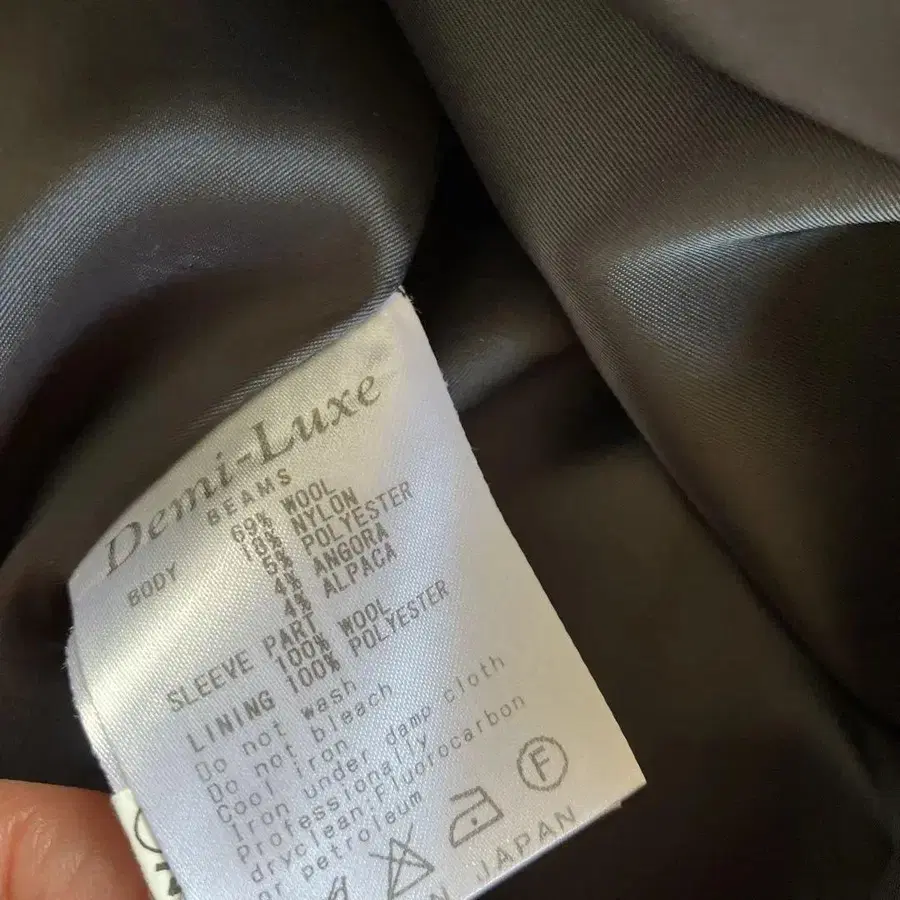 Demi-Luxe
BEAMS
BODY 69% WOOL
18% NYLON
5% POLYESTER
4% ANGORA
4% ALPACA
SLEEVE PART
100% WOOL
LINING 100% POLYESTER
Do not wash
Do not bleach
Cool iron
Iron under damp cloth
Professionally
dryclean:Fluorocarbon
or petroleum
F
N JAPAN